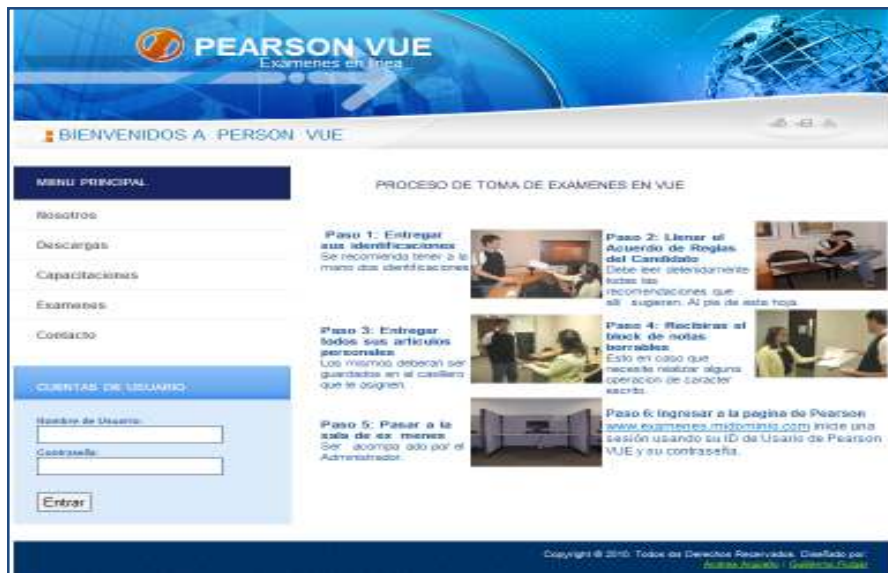 PEARSON VUE
Examenes en linea
BIENVENIDOS A PERSON VUE
MENU PRINCIPAL
Nosotros
Descargas
Capacitaciones
Examenes
Contacto
CUENTAS DE USUARIO
Nombre de Usuario:
Contraseña:
Entrar
PROCESO DE TOMA DE EXAMENES EN VUE
Paso 1: Entregar
sus identificaciones
Se recomienda tener a la
mano dos identificaciones
Paso 2: Llenar el
Acuerdo de Reglas
del Candidato
Debe leer detenidamente
todas las
recomendaciones que
allí sugieren. Al pie de este hoja.
Paso 3: Entregar
todos sus articulos
personales
Los mismos deberan ser
guardados en el casillero
que le asignen.
Paso 4: Recibiras el
block de notas
borrables
Esto en caso que
necesite realizar alguna
operacion de caracter
escrito.
Paso 5: Pasar a la
sala de ex menes
Ser acompa ado por el
Administrador.
Paso 6: Ingresar a la pagina de Pearson
www.examenes.midominio.com inicie una
sesión usando su ID de Usario de Pearson
VUE y su contraseña.
Copyright © 2010. Todos los Derechos Reservados. Diseñado por: